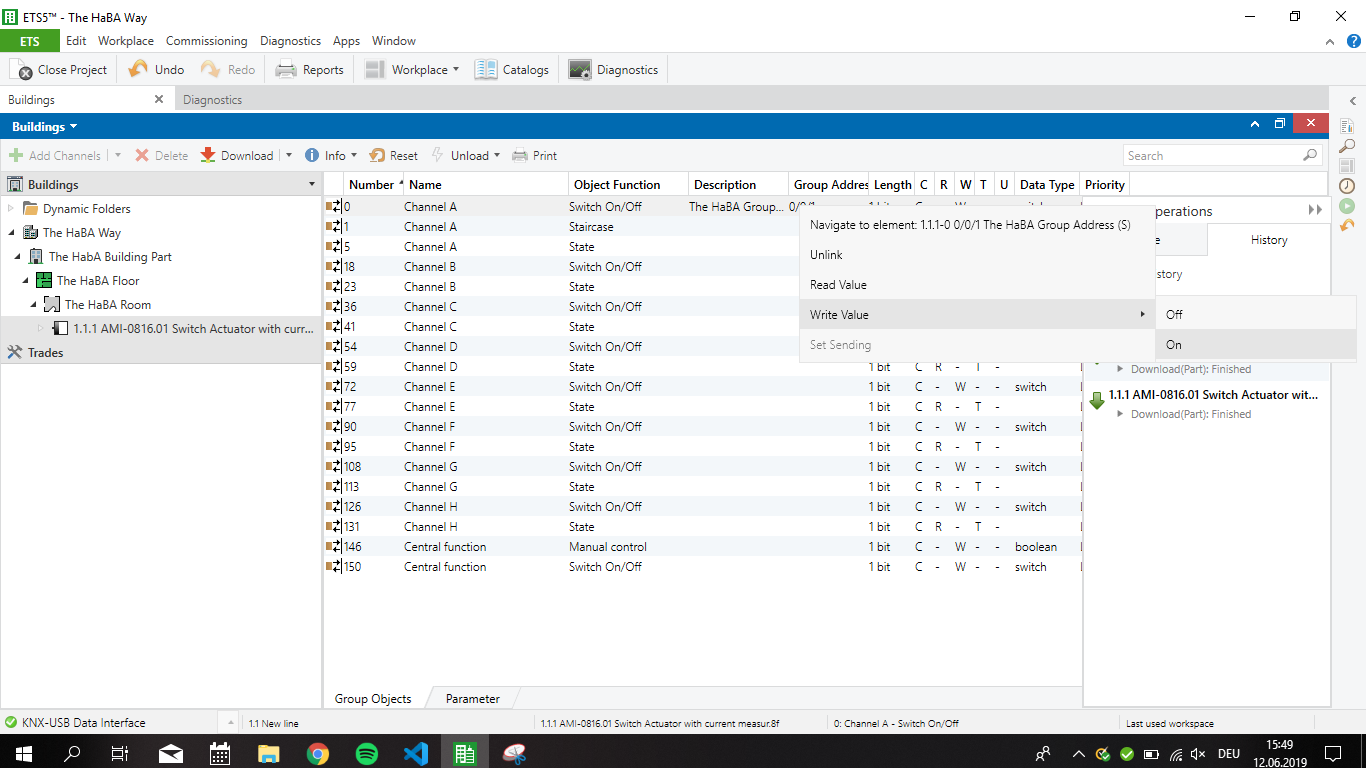 ETS5™ - The HaBA Way
ETS Edit Workplace Commissioning Diagnostics Apps Window
Close Project Undo Redo Reports Workplace Catalogs Diagnostics
Buildings Diagnostics
Buildings
Add Channels Delete Download Info Reset Unload Print Search
Buildings
Dynamic Folders
The HaBA Way
The HabA Building Part
The HaBA Floor
The HaBA Room
1.1.1 AMI-0816.01 Switch Actuator with curr...
Trades
Number Name Object Function Description Group Addres Length C R W T U Data Type Priority
0 Channel A Switch On/Off The HaBA Group... 0/0/1
1 Channel A Staircase
5 Channel A State
18 Channel B Switch On/Off
23 Channel B State
36 Channel C Switch On/Off
41 Channel C State
54 Channel D Switch On/Off
59 Channel D State 1 bit C R - T -
72 Channel E Switch On/Off 1 bit C - W - - switch
77 Channel E State 1 bit C R - T -
90 Channel F Switch On/Off 1 bit C - W - - switch
95 Channel F State 1 bit C R - T -
108 Channel G Switch On/Off 1 bit C - W - - switch
113 Channel G State 1 bit C R - T -
126 Channel H Switch On/Off 1 bit C - W - - switch
131 Channel H State 1 bit C R - T -
146 Central function Manual control 1 bit C - W - - boolean
150 Central function Switch On/Off 1 bit C - W - - switch
Navigate to element: 1.1.1-0 0/0/1 The HaBA Group Address (S)
Unlink
Read Value
Write Value
Set Sending
Off
On
perations
History
story
Download(Part): Finished
1.1.1 AMI-0816.01 Switch Actuator wit...
Download(Part): Finished
Group Objects Parameter
KNX-USB Data Interface 1.1 New line 1.1.1 AMI-0816.01 Switch Actuator with current measur.8f 0: Channel A - Switch On/Off Last used workspace
DEU
15:49
12.06.2019